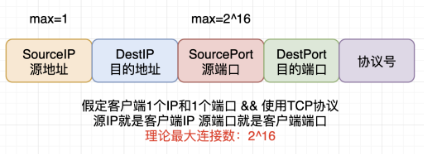 max=1 max=2^16
SourceIP DestIP SourcePort DestPort 协议号
源地址 目的地址 源端口 目的端口
假定客户端1个IP和1个端口 && 使用TCP协议
源IP就是客户端IP 源端口就是客户端端口
理论最大连接数：2^16